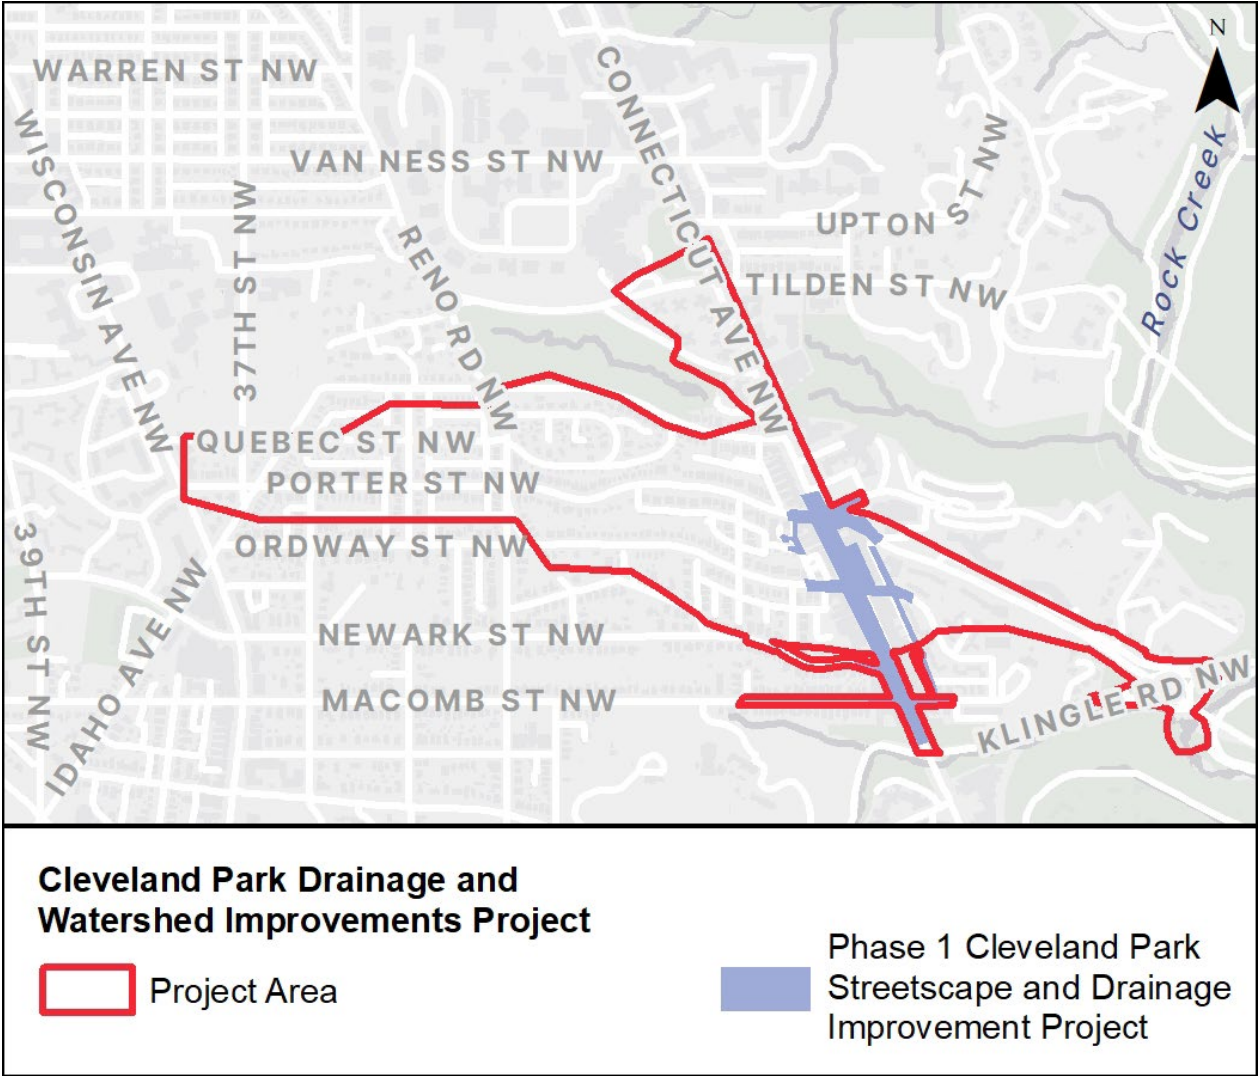 N
WARREN ST NW
CONNECTICUT AVE NW
WISCONSIN AVE NW
VAN NESS ST NW
UPTON ST NW
Rock Creek
37TH ST NW
RENO RD NW
TILDEN ST NW
QUEBEC ST NW
PORTER ST NW
ORDWAY ST NW
39TH ST NW
IDAHO AVE NW
NEWARK ST NW
MACOMB ST NW
KLINGLE RD NW
Cleveland Park Drainage and
Watershed Improvements Project
Project Area
Phase 1 Cleveland Park
Streetscape and Drainage
Improvement Project